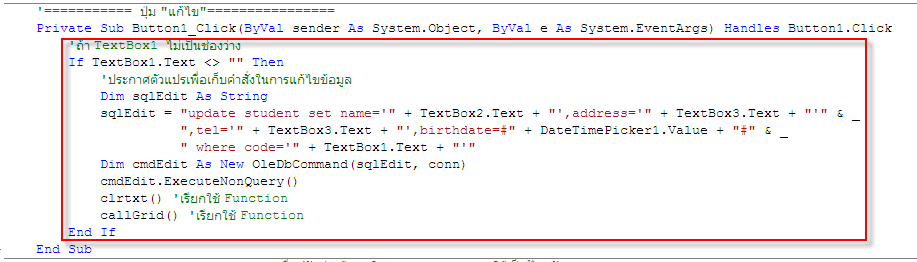 '=========== ปุ่ม "แก้ไข"================
Private Sub Button1_Click(ByVal sender As System.Object, ByVal e As System.EventArgs) Handles Button1.Click
'ถ้า TextBox1 ไม่เป็นช่องว่าง
If TextBox1.Text <> "" Then
'ประกาศตัวแปรเพื่อเก็บคำสั่งในการแก้ไขข้อมูล
Dim sqlEdit As String
sqlEdit = "update student set name='" + TextBox2.Text + "',address='" + TextBox3.Text + "'" & _
",tel='" + TextBox3.Text + "',birthdate=#" + DateTimePicker1.Value + "#" & _
" where code='" + TextBox1.Text + "'"
Dim cmdEdit As New OleDbCommand(sqlEdit, conn)
cmdEdit.ExecuteNonQuery()
clrtxt() 'เรียกใช้ Function
callGrid() 'เรียกใช้ Function
End If
End Sub